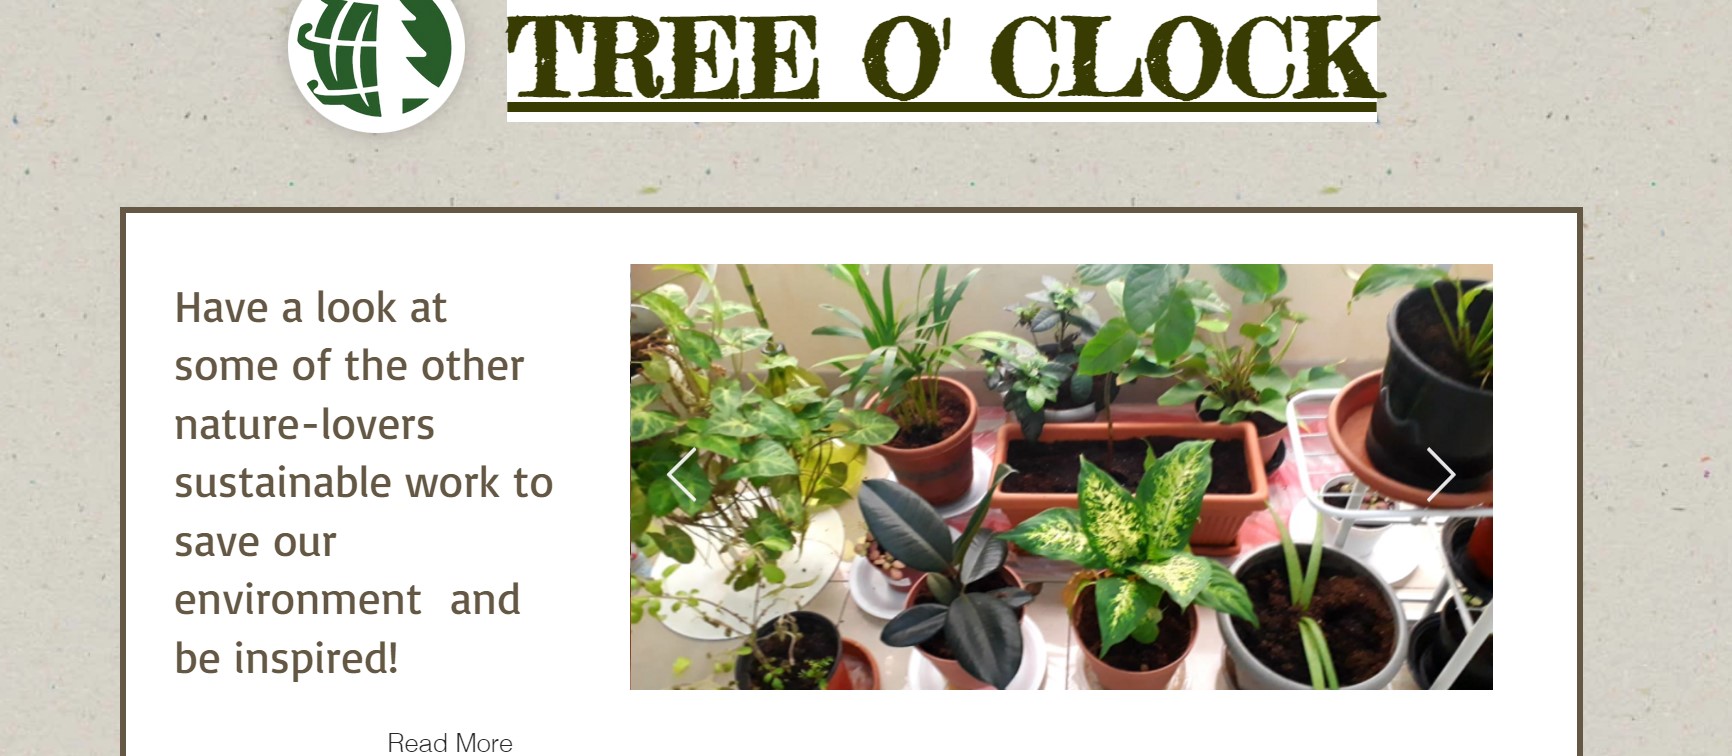 TREE O' CLOCK
Have a look at
some of the other
nature-lovers
sustainable work to
save our
environment  and
be inspired!
Read More